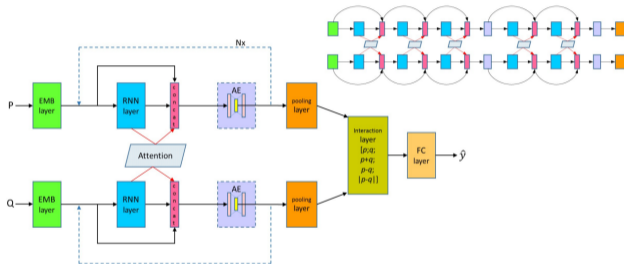 Nx
P
EMB
layer
RNN
layer
concat
AE
pooling
layer
Attention
Interaction
layer
[p;q;
p+q;
p-q;
|p-q|]
FC
layer
ŷ
Q
EMB
layer
RNN
layer
concat
AE
pooling
layer